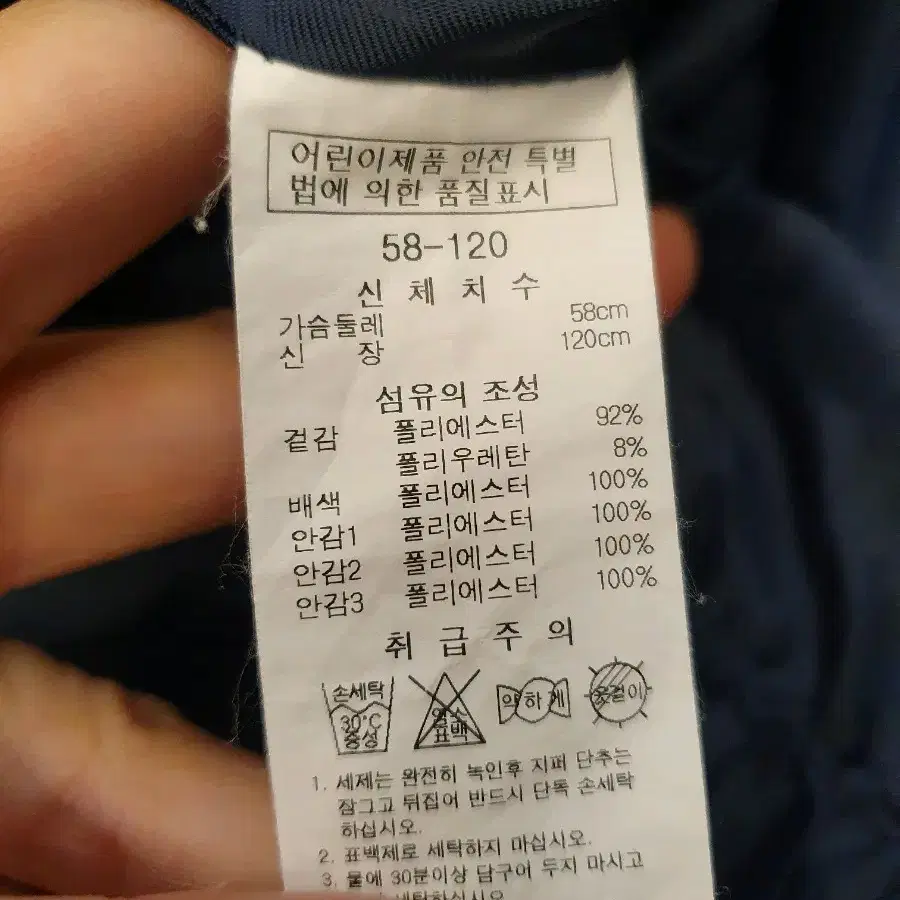 어린이제품 안전 특별
법에 의한 품질표시
58-120
신 체 치 수
가슴둘레 58cm
신 장 120cm
섬유의 조성
겉감 폴리에스터 92%
폴리우레탄 8%
배색 폴리에스터 100%
안감1 폴리에스터 100%
안감2 폴리에스터 100%
안감3 폴리에스터 100%
취 급 주 의
손세탁
30°C
중성
염소
표백
약하게
옷걸이
1. 세제는 완전히 녹인후 지퍼 단추는
잠그고 뒤집어 반드시 단독 손세탁
하십시오.
2. 표백제로 세탁하지 마십시오.
3. 물에 30분이상 담구어 두지 마시고
세탁하십시오